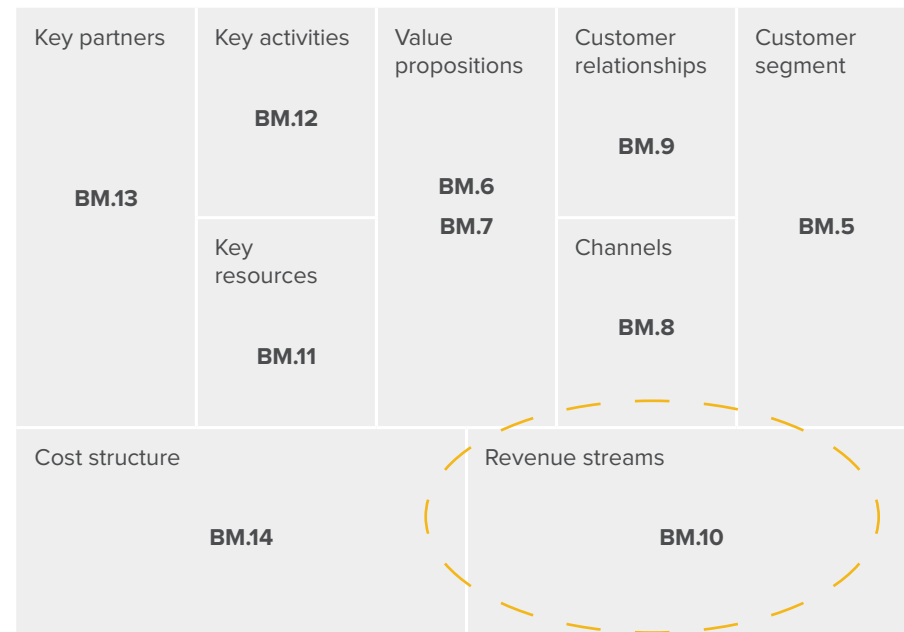 Key partners
BM.13
Key activities
BM.12
Key
resources
BM.11
Value
propositions
BM.6
BM.7
Customer
relationships
BM.9
Channels
BM.8
Customer
segment
BM.5
Cost structure
BM.14
Revenue streams
BM.10